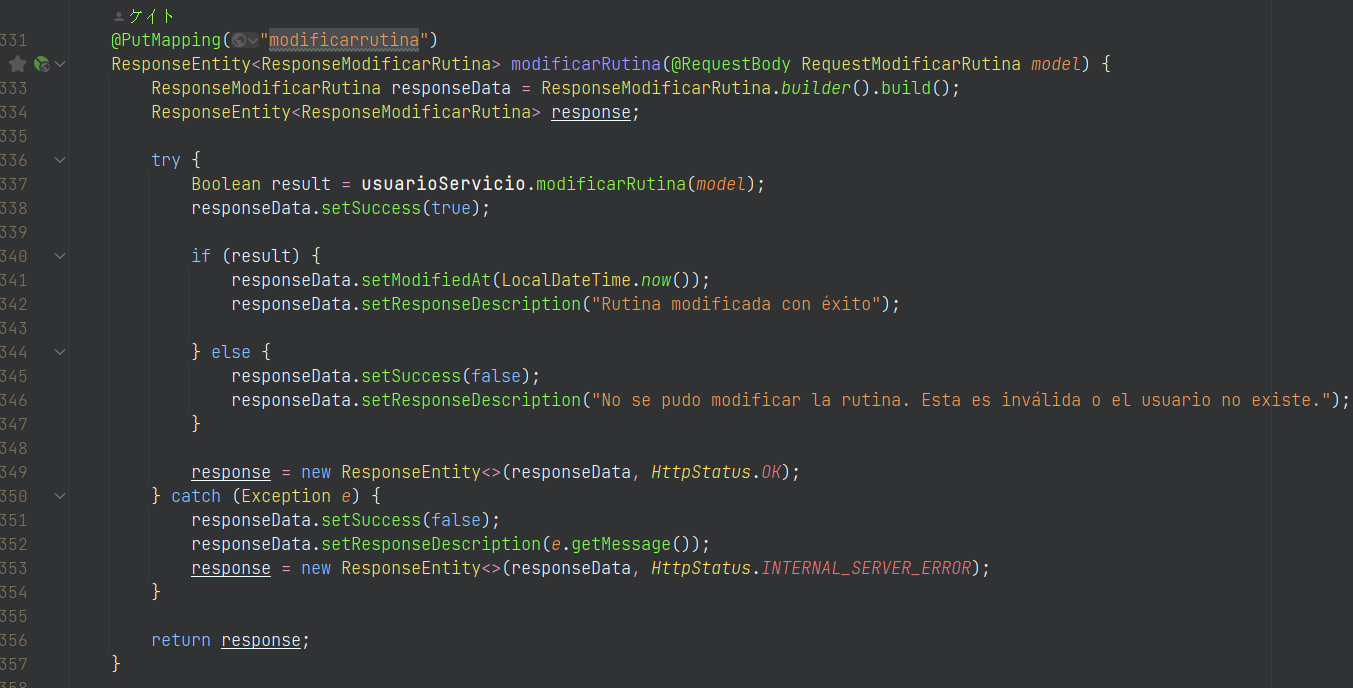 ケイト
331 @PutMapping("modificarrutina")
ResponseEntity<ResponseModificarRutina> modificarRutina(@RequestBody RequestModificarRutina model) {
333 ResponseModificarRutina responseData = ResponseModificarRutina.builder().build();
334 ResponseEntity<ResponseModificarRutina> response;
335
336 try {
337 Boolean result = usuarioServicio.modificarRutina(model);
338 responseData.setSuccess(true);
339
340 if (result) {
341 responseData.setModifiedAt(LocalDateTime.now());
342 responseData.setResponseDescription("Rutina modificada con éxito");
343
344 } else {
345 responseData.setSuccess(false);
346 responseData.setResponseDescription("No se pudo modificar la rutina. Esta es inválida o el usuario no existe.");
347 }
348
349 response = new ResponseEntity<>(responseData, HttpStatus.OK);
350 } catch (Exception e) {
351 responseData.setSuccess(false);
352 responseData.setResponseDescription(e.getMessage());
353 response = new ResponseEntity<>(responseData, HttpStatus.INTERNAL_SERVER_ERROR);
354 }
355
356 return response;
357 }
358